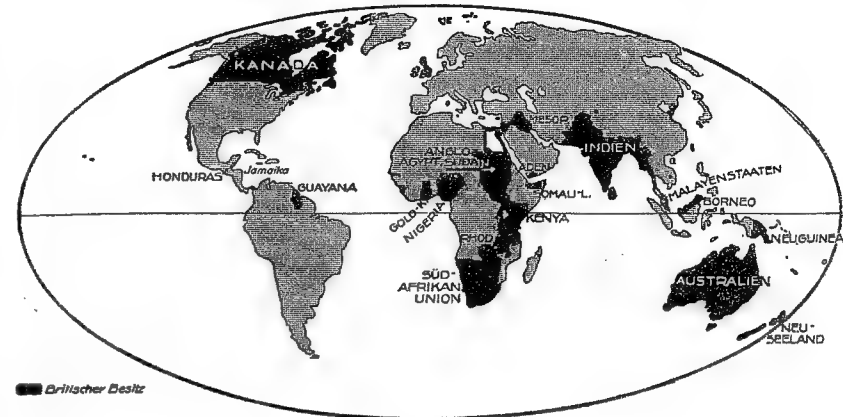 KANADA
MESOP.
ANGLO-
ÄGYPT.-SUDAN
INDIEN
ADEN
HONDURAS
Jamaika
GUAYANA
MALAYENSTAATEN
SOMALI-L.
BORNEO
GOLD-K.
NIGERIA
KENYA
RHOD.
NEUGUINEA
SÜD-
AFRIKAN.
UNION
AUSTRALIEN
NEU-
SEELAND
Britischer Besitz